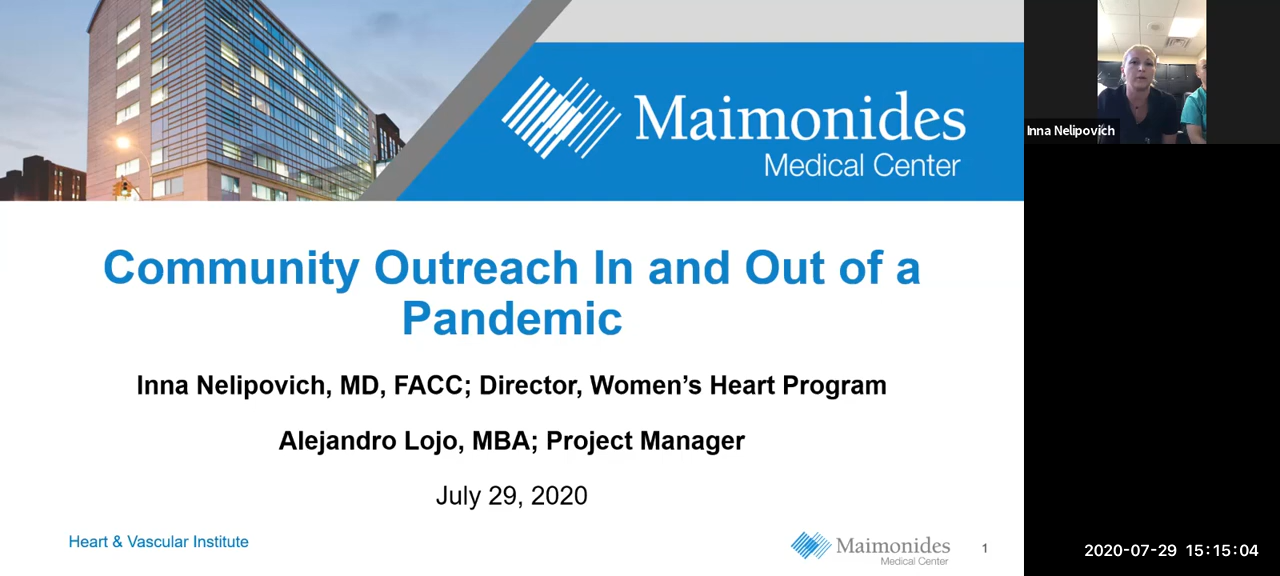 Maimonides
Medical Center
Inna Nelipovich
Community Outreach In and Out of a
Pandemic
Inna Nelipovich, MD, FACC; Director, Women's Heart Program
Alejandro Lojo, MBA; Project Manager
July 29, 2020
Heart & Vascular Institute
Maimonides
Medical Center
1
2020-07-29 15:15:04